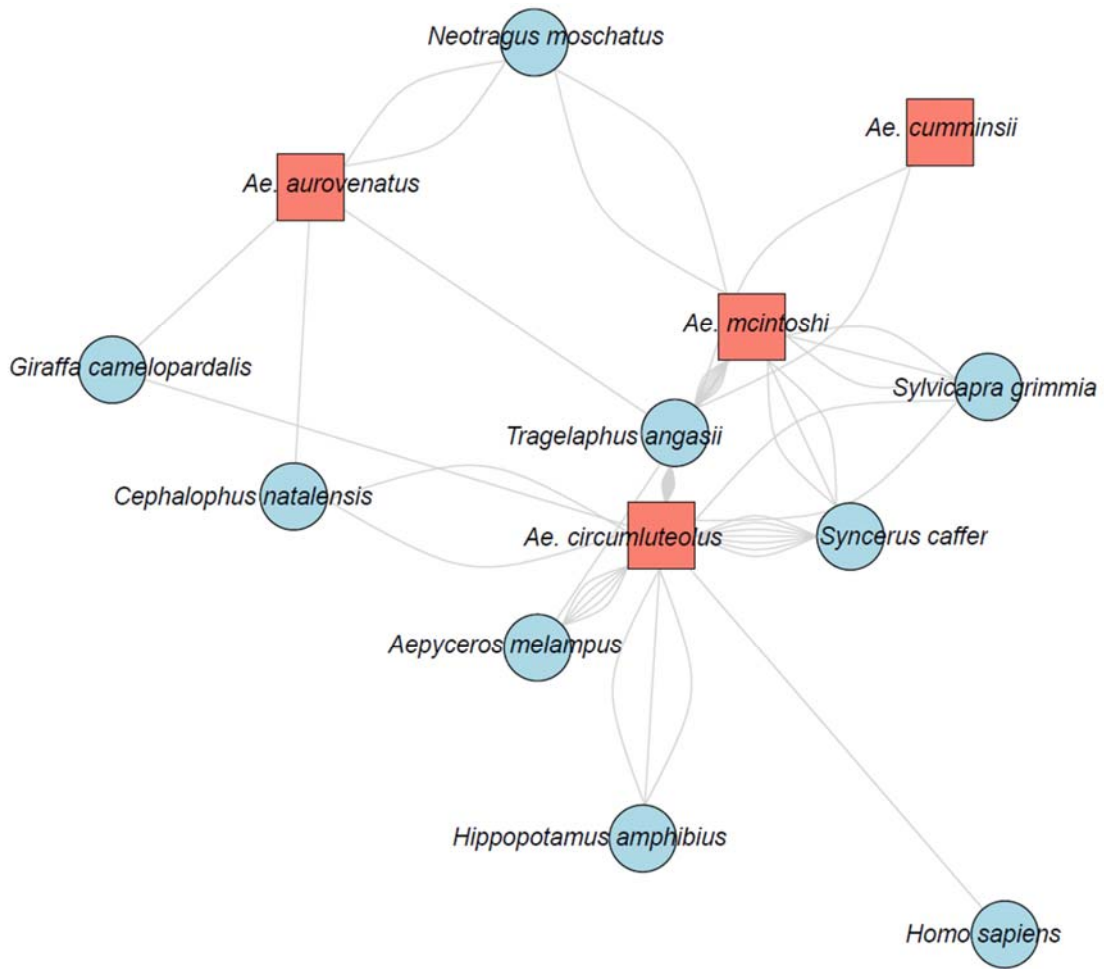 Neotragus moschatus
Ae. cumminsii
Ae. aurovenatus
Ae. mcintoshi
Giraffa camelopardalis
Sylvicapra grimmia
Tragelaphus angasii
Cephalophus natalensis
Ae. circumluteolus
Syncerus caffer
Aepyceros melampus
Hippopotamus amphibius
Homo sapiens